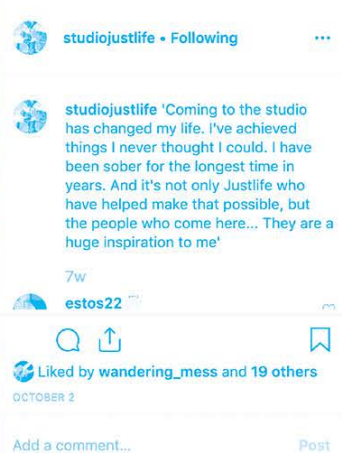 studiojustlife • Following
studiojustlife 'Coming to the studio
has changed my life. I've achieved
things I never thought I could. I have
been sober for the longest time in
years. And it's not only Justlife who
have helped make that possible, but
the people who come here... They are a
huge inspiration to me'
7w
estos22
Liked by wandering_mess and 19 others
OCTOBER 2
Add a comment...
Post